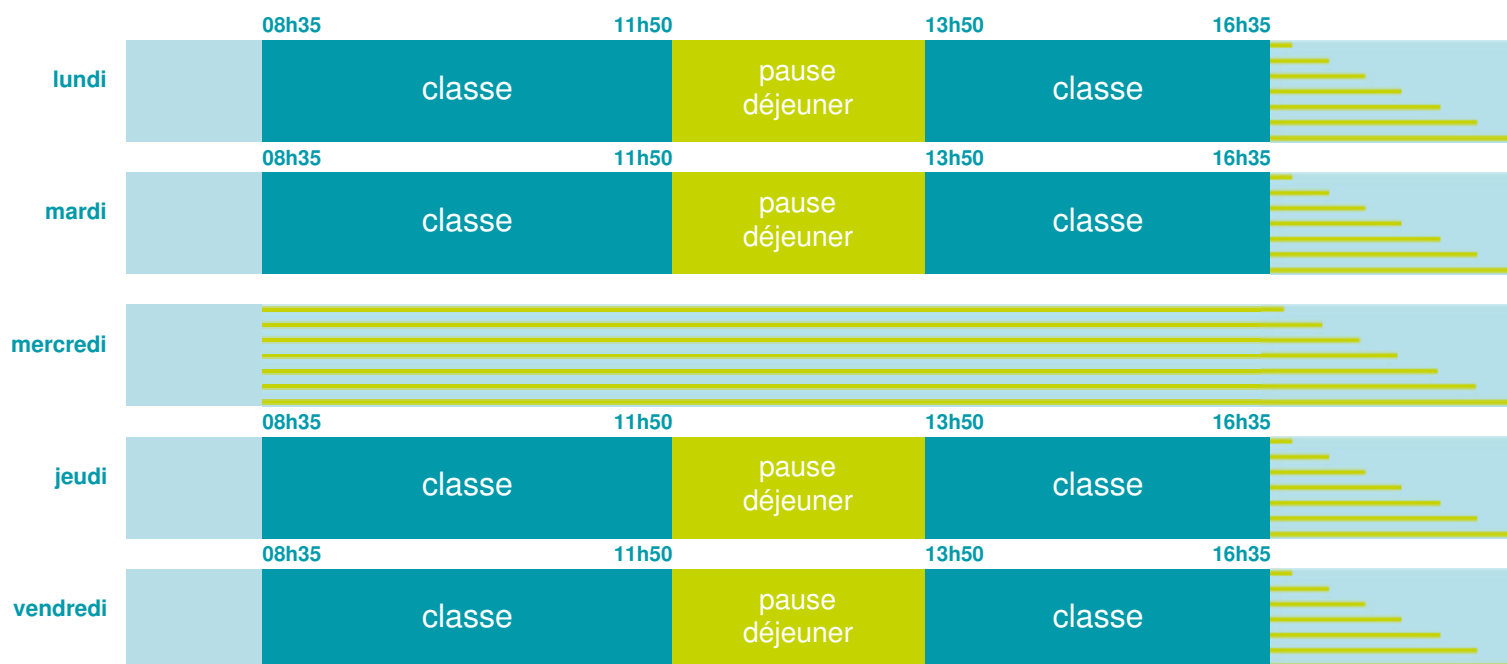 08h35 11h50 13h50 16h35
lundi classe pause déjeuner classe
08h35 11h50 13h50 16h35
mardi classe pause déjeuner classe
mercredi
08h35 11h50 13h50 16h35
jeudi classe pause déjeuner classe
08h35 11h50 13h50 16h35
vendredi classe pause déjeuner classe